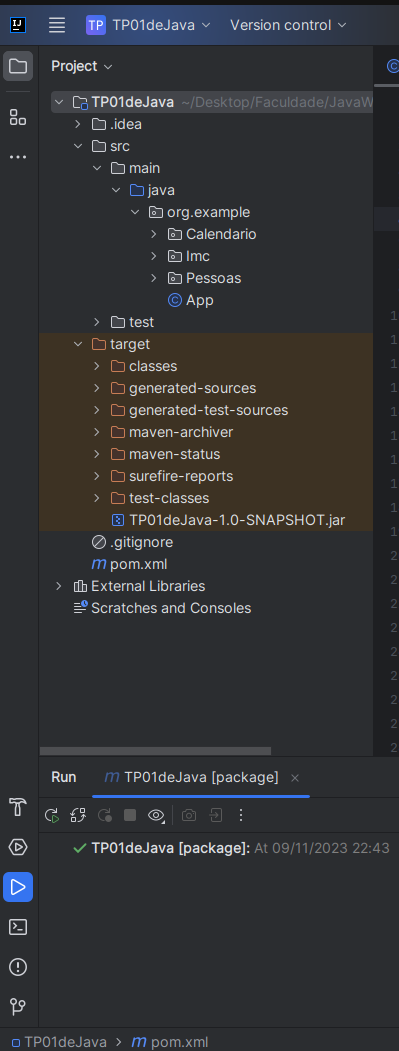 TP TP01deJava Version control
Project
TP01deJava ~/Desktop/Faculdade/JavaW
.idea
src
main
java
org.example
Calendario
Imc
Pessoas
App
test
target
classes
generated-sources
generated-test-sources
maven-archiver
maven-status
surefire-reports
test-classes
TP01deJava-1.0-SNAPSHOT.jar
.gitignore
pom.xml
External Libraries
Scratches and Consoles
Run TP01deJava [package]
TP01deJava [package]: At 09/11/2023 22:43
TP01deJava > pom.xml